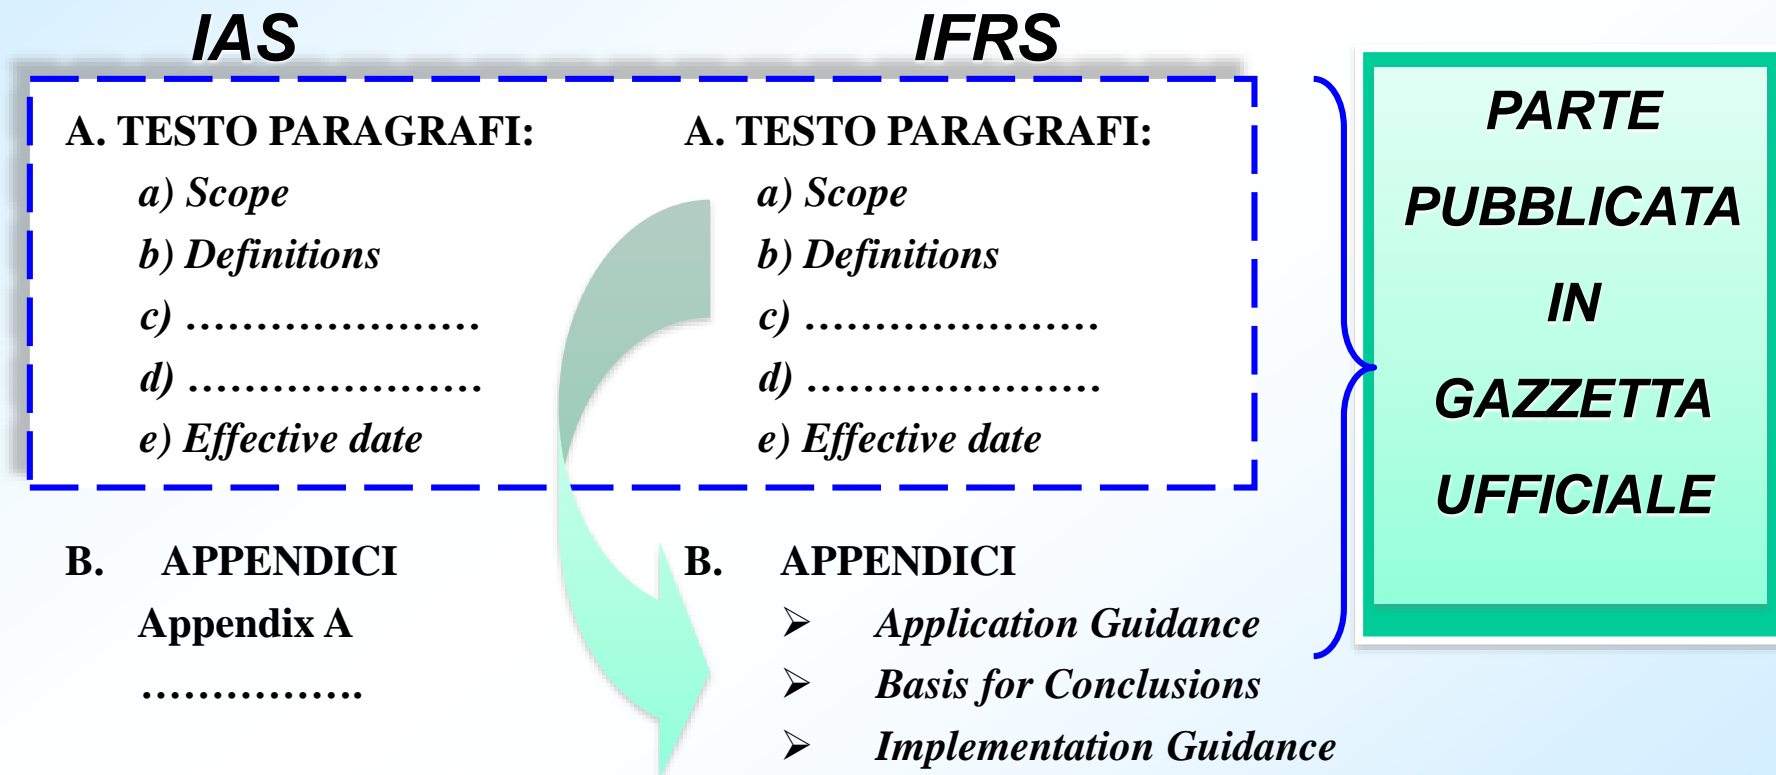 IAS
A. TESTO PARAGRAFI:
a) Scope
b) Definitions
c) …………………
d) …………………
e) Effective date
B. APPENDICI
Appendix A
…………….
IFRS
A. TESTO PARAGRAFI:
a) Scope
b) Definitions
c) …………………
d) …………………
e) Effective date
B. APPENDICI
➢ Application Guidance
➢ Basis for Conclusions
➢ Implementation Guidance
PARTE
PUBBLICATA
IN
GAZZETTA
UFFICIALE